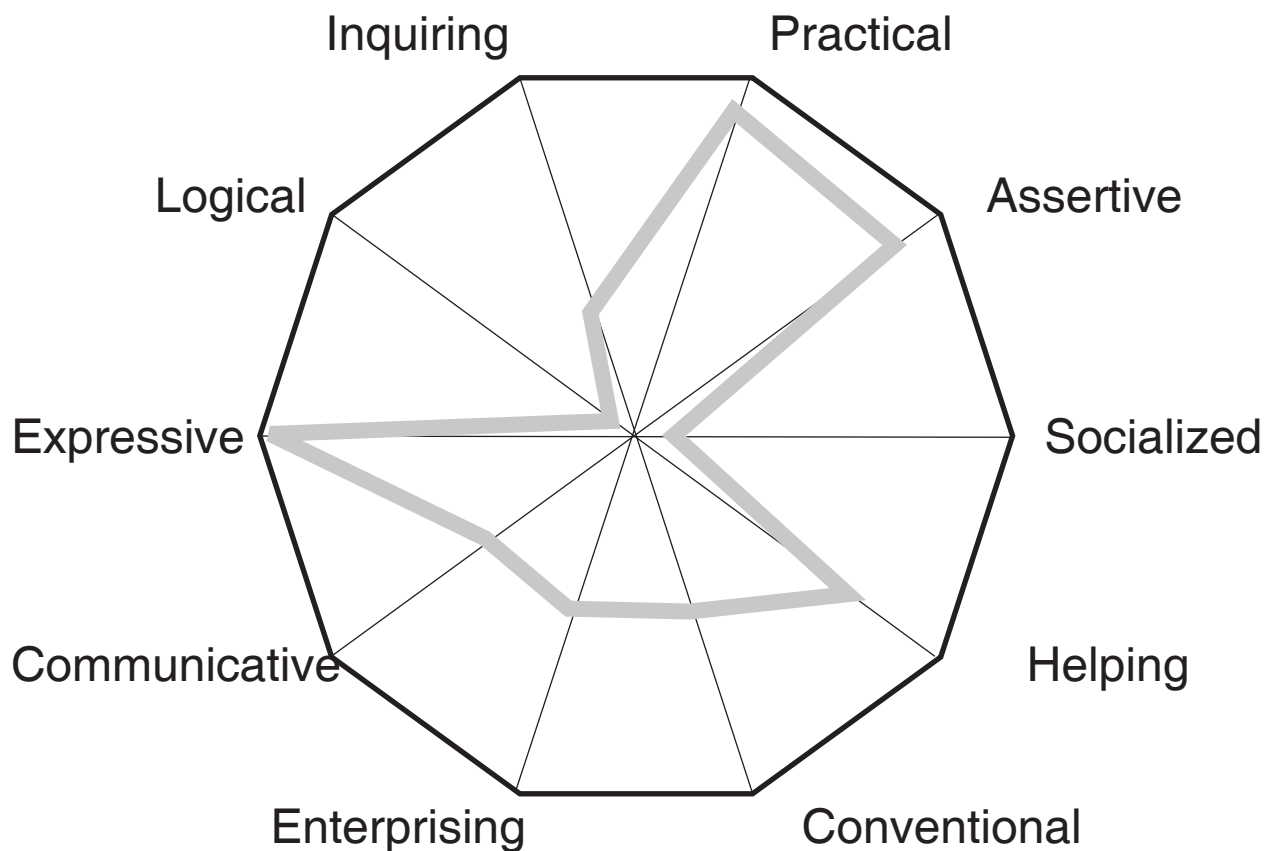 Inquiring
Practical
Logical
Assertive
Expressive
Socialized
Communicative
Helping
Enterprising
Conventional